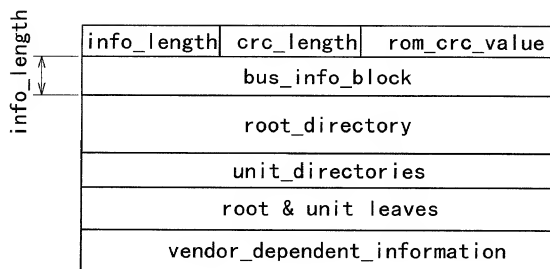 info_length crc_length rom_crc_value
info_length
bus_info_block
root_directory
unit_directories
root & unit leaves
vendor_dependent_information